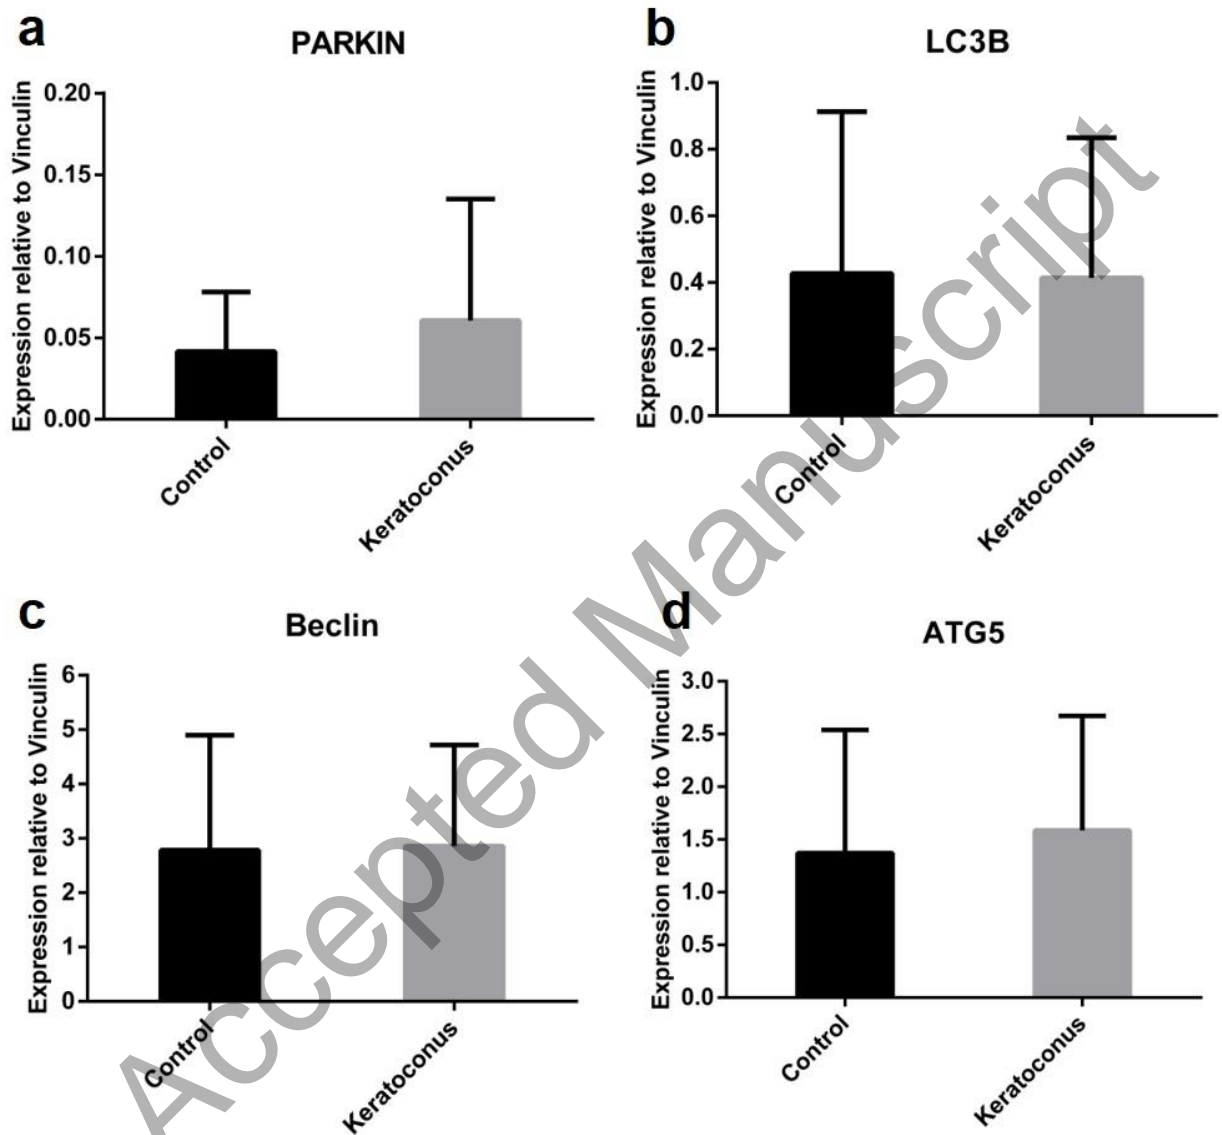 a
PARKIN
Expression relative to Vinculin
0.20
0.15
0.10
0.05
0.00
Control
Keratoconus
b
LC3B
Expression relative to Vinculin
1.0
0.8
0.6
0.4
0.2
0.0
Control
Keratoconus
c
Beclin
Expression relative to Vinculin
6
5
4
3
2
1
0
Control
Keratoconus
d
ATG5
Expression relative to Vinculin
3.0
2.5
2.0
1.5
1.0
0.5
0.0
Control
Keratoconus
Accepted Manuscript